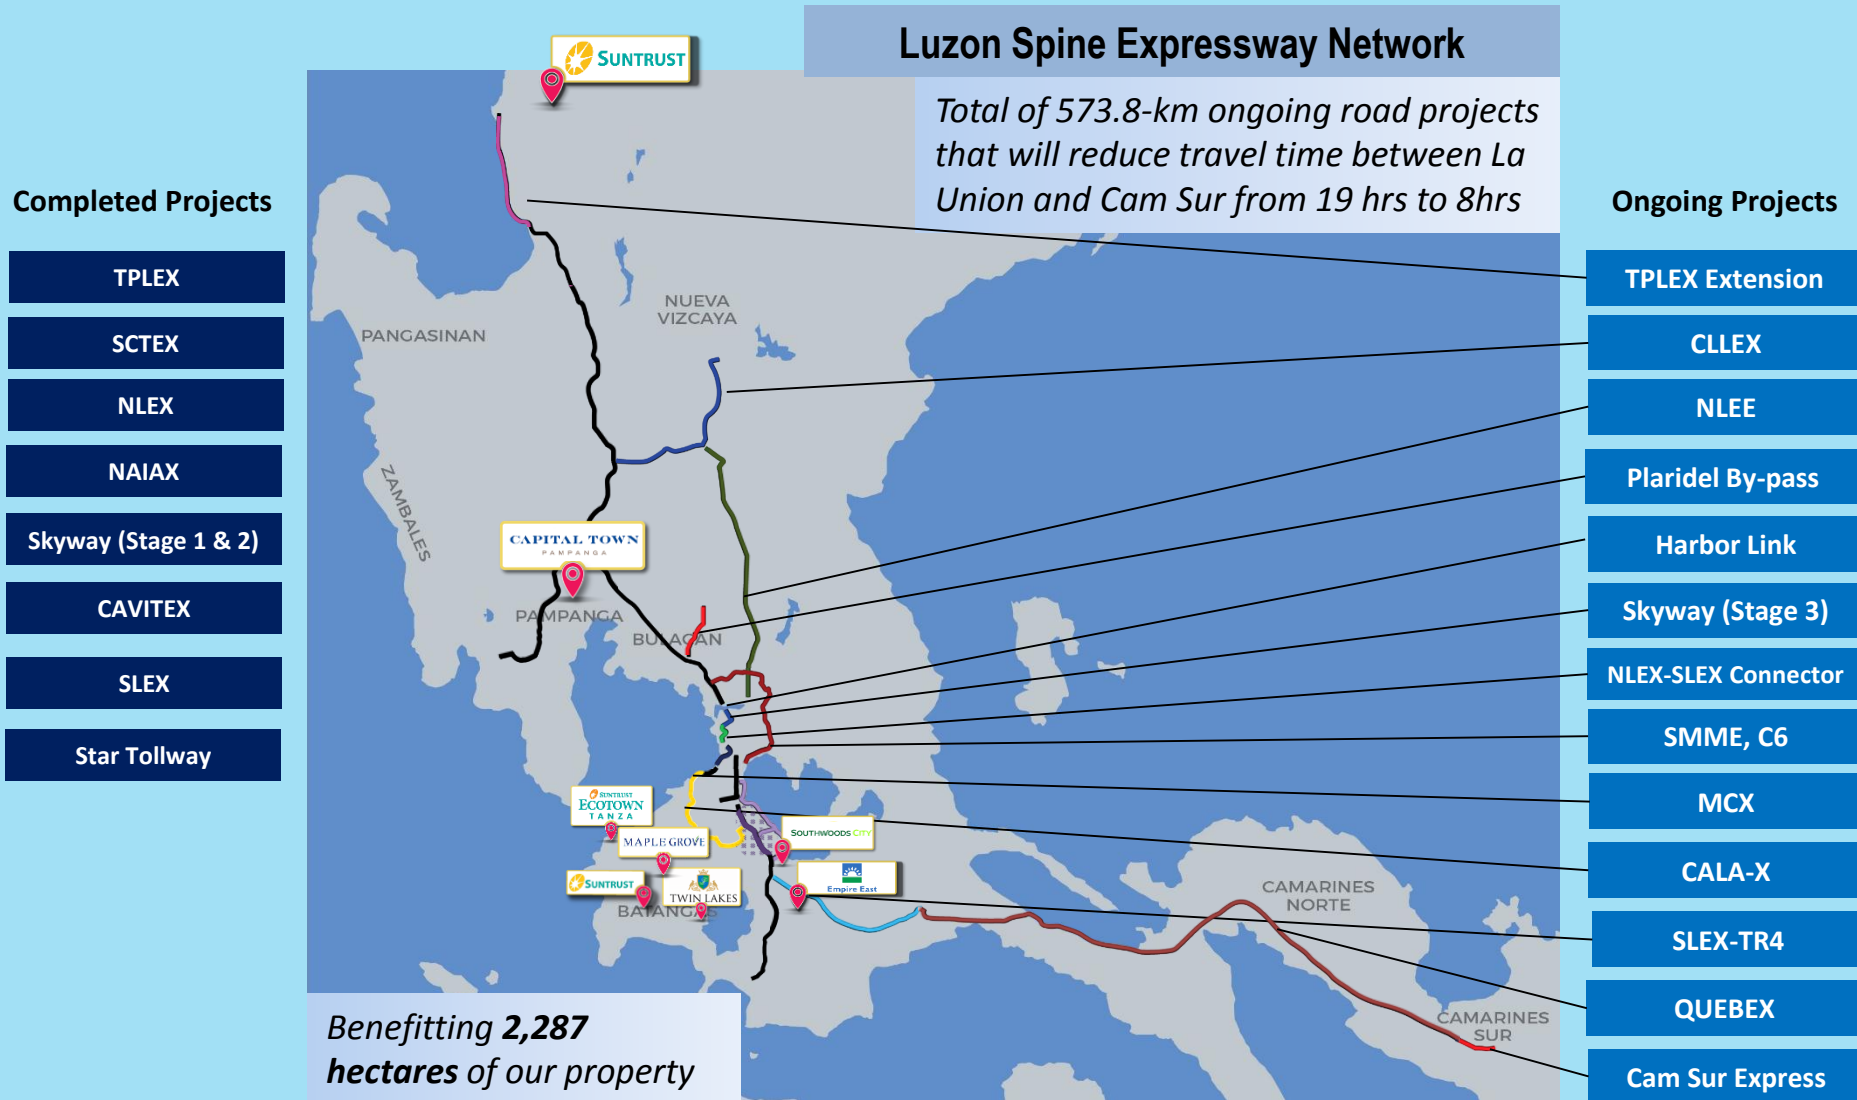 Luzon Spine Expressway Network
Total of 573.8-km ongoing road projects
that will reduce travel time between La
Union and Cam Sur from 19 hrs to 8hrs
Completed Projects
TPLEX
SCTEX
NLEX
NAIAX
Skyway (Stage 1 & 2)
CAVITEX
SLEX
Star Tollway
SUNTRUST
PANGASINAN
NUEVA
VIZCAYA
ZAMBALES
CAPITAL TOWN
PAMPANGA
PAMPANGA
BULACAN
SUNTRUST
ECOTOWN
TANZA
MAPLE GROVE
SOUTHWOODS CITY
SUNTRUST
TWIN LAKES
Empire East
BATANGAS
CAMARINES
NORTE
CAMARINES
SUR
Benefitting 2,287
hectares of our property
Ongoing Projects
TPLEX Extension
CLLEX
NLEE
Plaridel By-pass
Harbor Link
Skyway (Stage 3)
NLEX-SLEX Connector
SMME, C6
MCX
CALA-X
SLEX-TR4
QUEBEX
Cam Sur Express